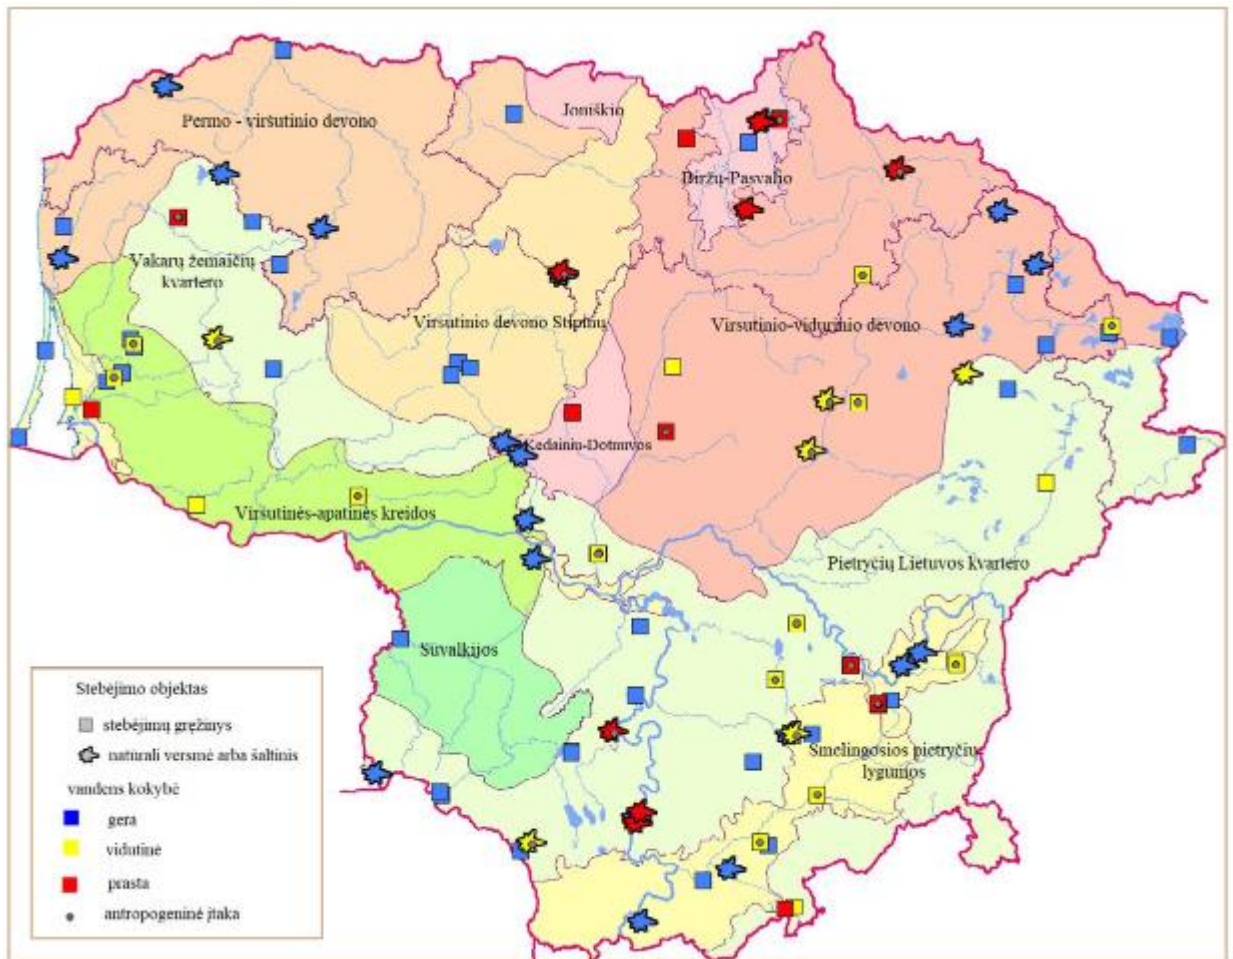 Joniškio
Permo - viršutinio devono
Biržų-Pasvalio
Vakarų žemaičių
kvartero
Viršutinio devono Stipinų
Virsutinio-vidurinio devono
Kėdainių-Dotnuvos
Viršutinės-apatinės kreidos
Pietryčių Lietuvos kvartero
Suvalkijos
Smėlingosios pietryčių
lygumos
Stebėjimo objektas
stebėjimų gręžinys
naturali versmė arba šaltinis
vandens kokybė
gera
vidutinė
prasta
antropogeninė įtaka